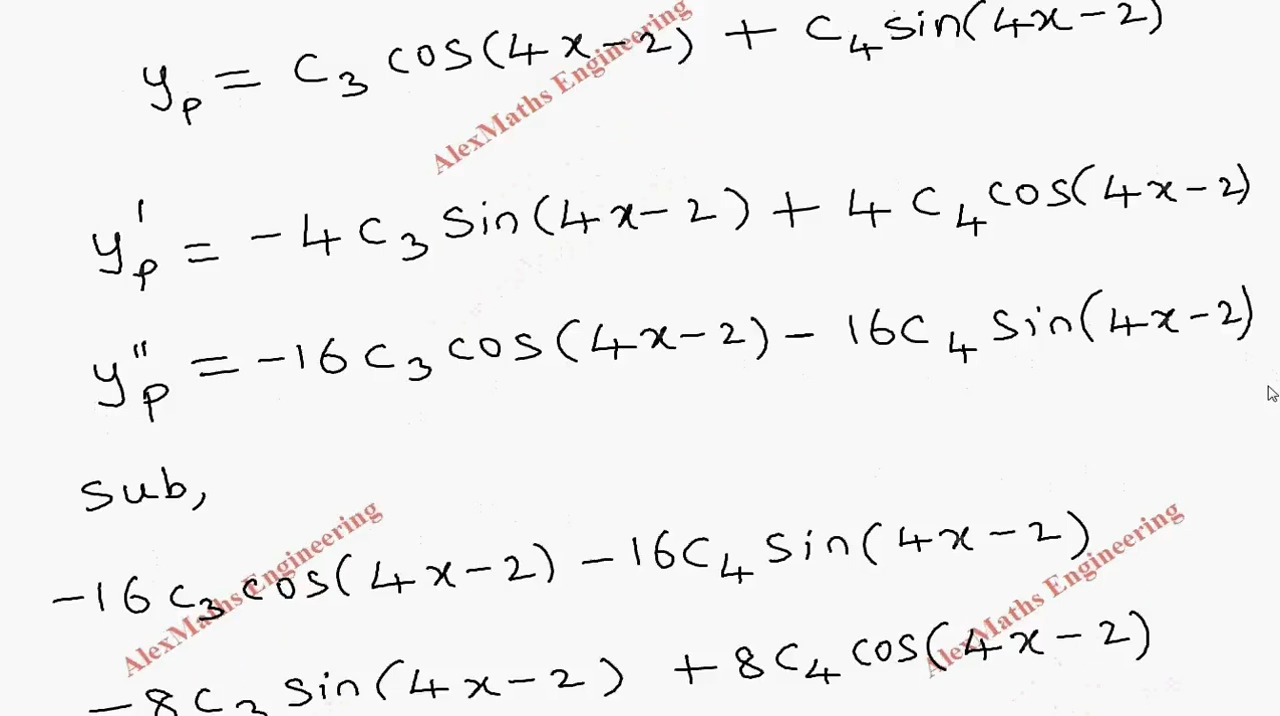 y_p = C_3 cos(4x-2) + C_4 sin(4x-2)
AlexMaths Engineering
y_p' = -4C_3 sin(4x-2) + 4C_4 cos(4x-2)
y_p'' = -16C_3 cos(4x-2) - 16C_4 sin(4x-2)
sub,
-16C_3 cos(4x-2) - 16C_4 sin(4x-2)
AlexMaths Engineering
AlexMaths Engineering
-8C_3 sin(4x-2) + 8C_4 cos(4x-2)